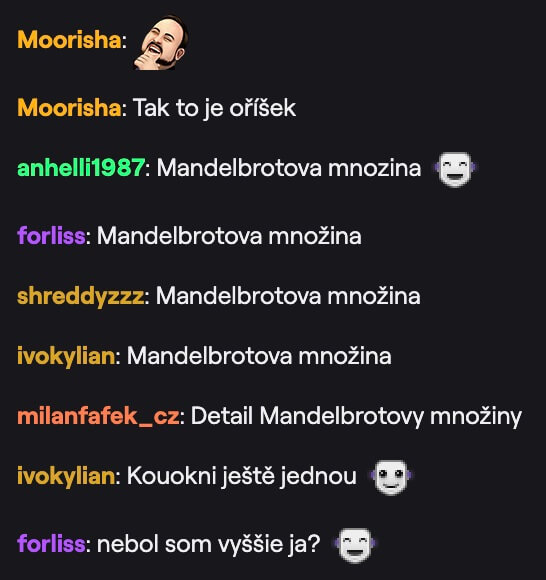 Moorisha:
Moorisha: Tak to je oříšek
anhelli1987: Mandelbrotova mnozina
forliss: Mandelbrotova množina
shreddyzzz: Mandelbrotova množina
ivokylian: Mandelbrotova množina
milanfafek_cz: Detail Mandelbrotovy množiny
ivokylian: Kouokni ještě jednou
forliss: nebol som vyššie ja?